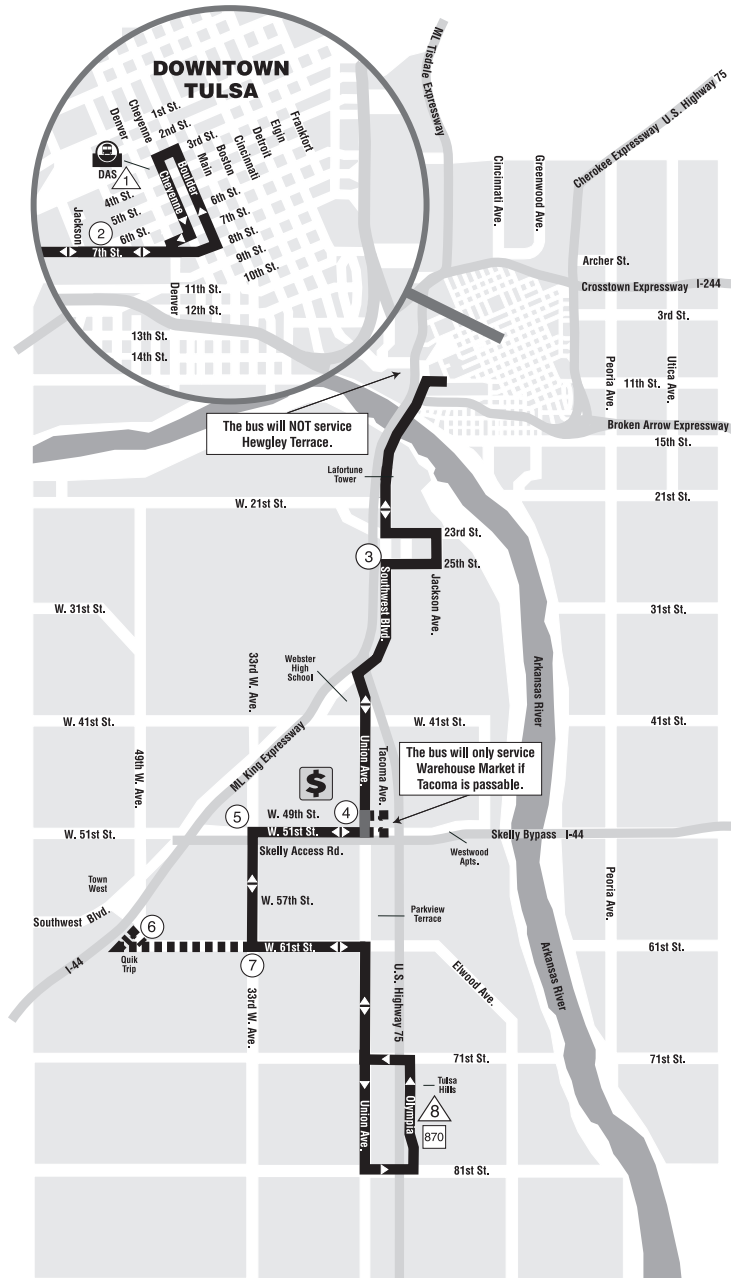 DOWNTOWN
TULSA
Denver
Cheyenne
1st St.
2nd St.
3rd St.
Main
Boston
Cincinnati
Detroit
Elgin
Frankfort
DAS
1
Cheyenne
Boulder
4th St.
5th St.
6th St.
Jackson
2
7th St.
6th St.
7th St.
8th St.
9th St.
10th St.
Denver
11th St.
12th St.
13th St.
14th St.
ML Tisdale Expressway
Cherokee Expressway U.S. Highway 75
Cincinnati Ave.
Greenwood Ave.
Archer St.
Crosstown Expressway I-244
3rd St.
Peoria Ave.
Utica Ave.
11th St.
Broken Arrow Expressway
15th St.
The bus will NOT service
Hewgley Terrace.
Lafortune
Tower
W. 21st St.
21st St.
23rd St.
3
25th St.
Southwest Blvd.
Jackson Ave.
W. 31st St.
31st St.
Arkansas River
33rd W. Ave.
Webster
High
School
W. 41st St.
W. 41st St.
41st St.
49th W. Ave.
ML King Expressway
Union Ave.
Tacoma Ave.
The bus will only service
Warehouse Market if
Tacoma is passable.
$
5
W. 49th St.
4
W. 51st St.
W. 51st St.
Skelly Bypass I-44
Skelly Access Rd.
Westwood
Apts.
Town
West
W. 57th St.
Peoria Ave.
Southwest Blvd.
6
Parkview
Terrace
W. 61st St.
61st St.
I-44
Quik
Trip
7
Elwood Ave.
Arkansas River
33rd W. Ave.
U.S. Highway 75
71st St.
71st St.
Tulsa
Hills
Union Ave.
Olympia
8
870
81st St.